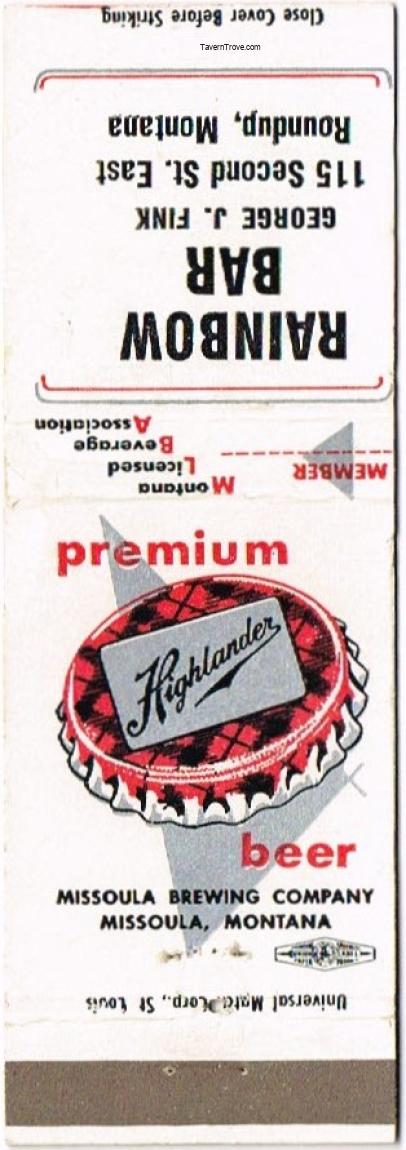 Close Cover Before Striking
TavernTrove.com
RAINBOW
BAR
GEORGE J. FINK
115 Second St. East
Roundup, Montana
MEMBER
Montana
Licensed
Beverage
Association
premium
Highlander
beer
MISSOULA BREWING COMPANY
MISSOULA, MONTANA
Universal Match Corp., St Louis